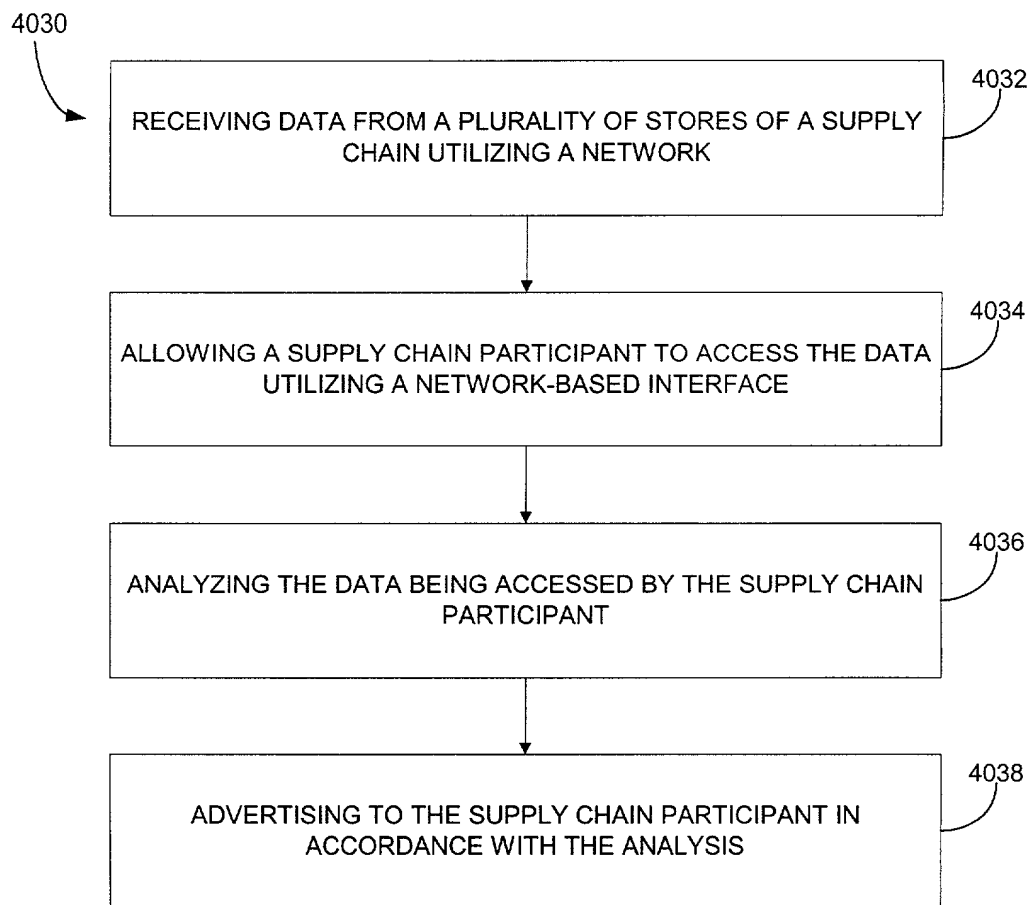 4030
4032
RECEIVING DATA FROM A PLURALITY OF STORES OF A SUPPLY
CHAIN UTILIZING A NETWORK
4034
ALLOWING A SUPPLY CHAIN PARTICIPANT TO ACCESS THE DATA
UTILIZING A NETWORK-BASED INTERFACE
4036
ANALYZING THE DATA BEING ACCESSED BY THE SUPPLY CHAIN
PARTICIPANT
4038
ADVERTISING TO THE SUPPLY CHAIN PARTICIPANT IN
ACCORDANCE WITH THE ANALYSIS